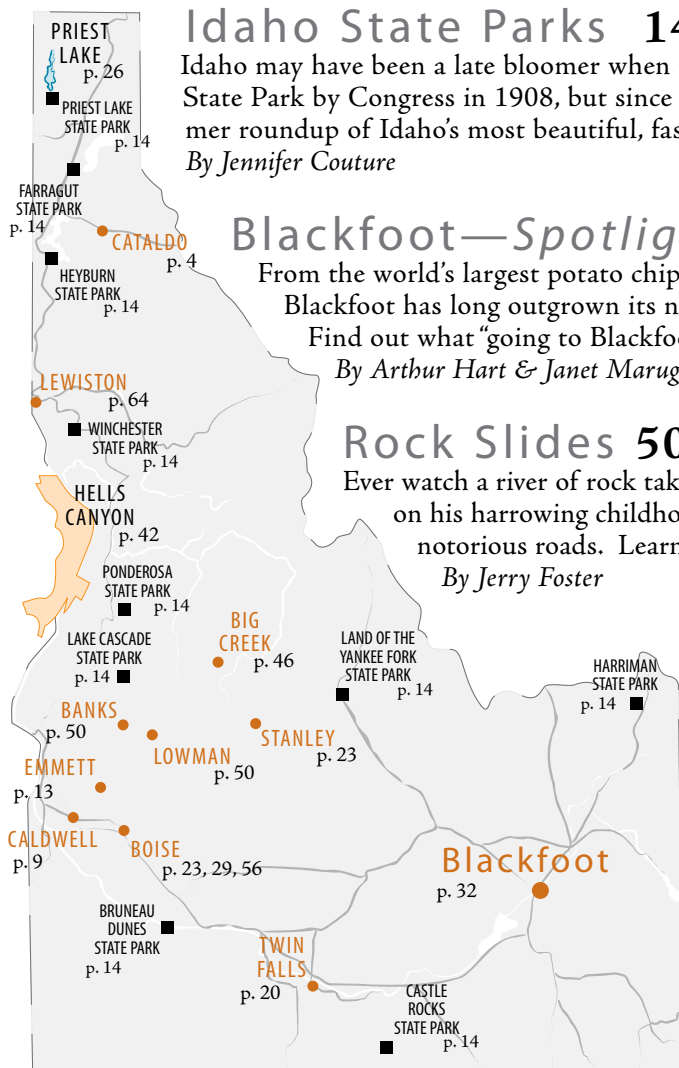 Idaho State Parks 14
Idaho may have been a late bloomer when
State Park by Congress in 1908, but since
mer roundup of Idaho's most beautiful, fas
By Jennifer Couture
Blackfoot—Spotlig
From the world's largest potato chip
Blackfoot has long outgrown its n
Find out what "going to Blackfoo
By Arthur Hart & Janet Marug
Rock Slides 50
Ever watch a river of rock tak
on his harrowing childho
notorious roads. Learn
By Jerry Foster
PRIEST
LAKE
p. 26
PRIEST LAKE
STATE PARK
p. 14
FARRAGUT
STATE PARK
p. 14
CATALDO
p. 4
HEYBURN
STATE PARK
p. 14
LEWISTON
p. 64
WINCHESTER
STATE PARK
p. 14
HELLS
CANYON
p. 42
PONDEROSA
STATE PARK
p. 14
LAKE CASCADE
STATE PARK
p. 14
BIG
CREEK
p. 46
LAND OF THE
YANKEE FORK
STATE PARK
p. 14
HARRIMAN
STATE PARK
p. 14
BANKS
p. 50
LOWMAN
p. 50
STANLEY
p. 23
EMMETT
p. 13
CALDWELL
p. 9
BOISE
p. 23, 29, 56
Blackfoot
p. 32
BRUNEAU
DUNES
STATE PARK
p. 14
TWIN
FALLS
p. 20
CASTLE
ROCKS
STATE PARK
p. 14